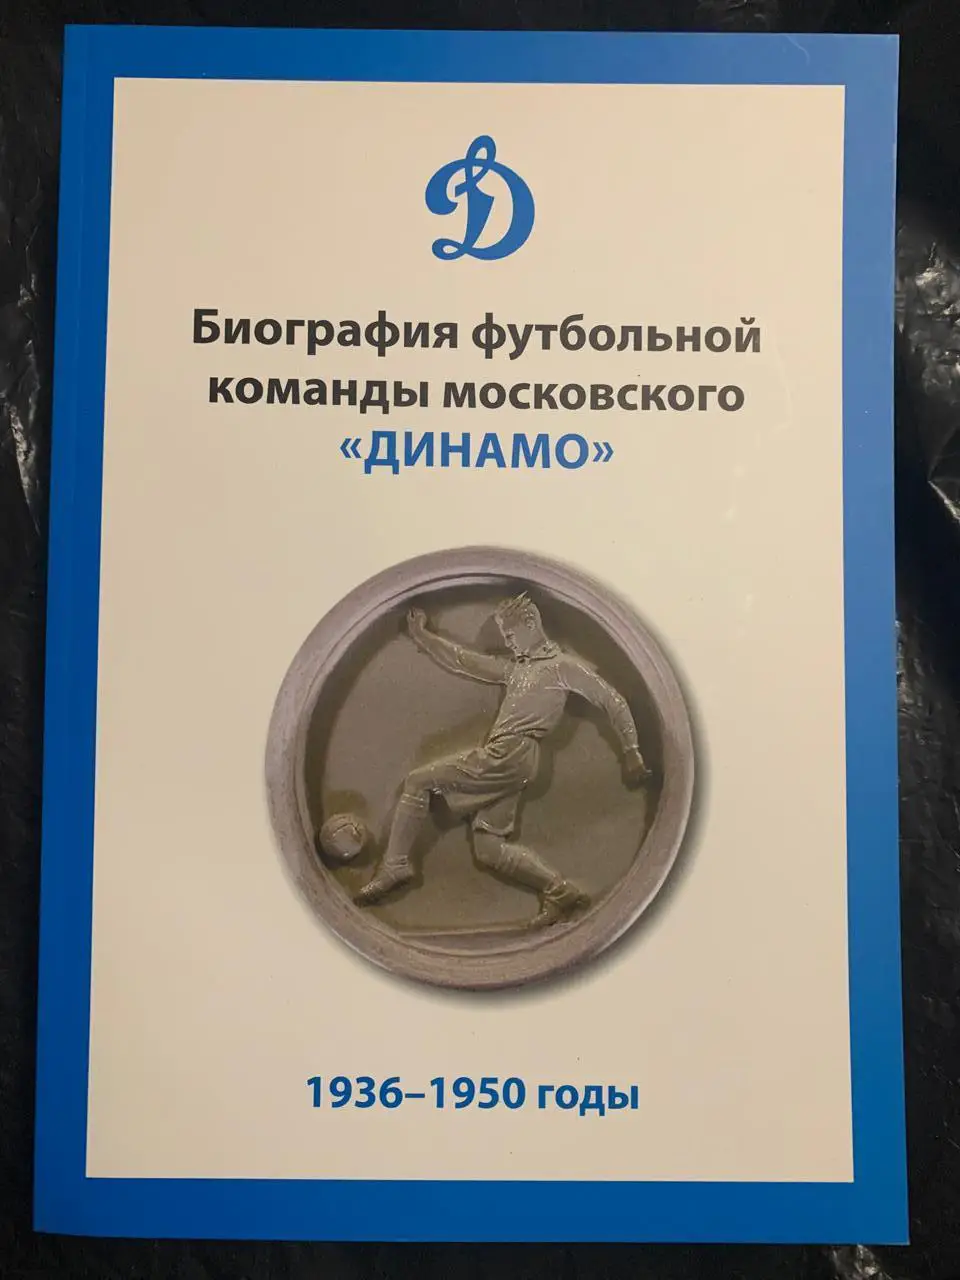 Д
Биография футбольной
команды московского
«ДИНАМО»
1936–1950 годы